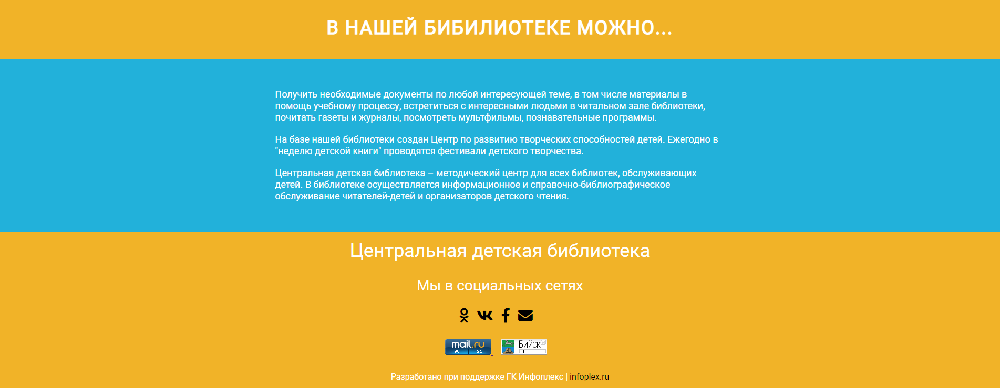 В НАШЕЙ БИБИЛИОТЕКЕ МОЖНО...
Получить необходимые документы по любой интересующей теме, в том числе материалы в
помощь учебному процессу, встретиться с интересными людьми в читальном зале библиотеки,
почитать газеты и журналы, посмотреть мультфильмы, познавательные программы.
На базе нашей библиотеки создан Центр по развитию творческих способностей детей. Ежегодно в
"неделю детской книги" проводятся фестивали детского творчества.
Центральная детская библиотека – методический центр для всех библиотек, обслуживающих
детей. В библиотеке осуществляется информационное и справочно-библиографическое
обслуживание читателей-детей и организаторов детского чтения.
Центральная детская библиотека
Мы в социальных сетях
mail.ru
98 21
Бийск
+1
Разработано при поддержке ГК Инфоплекс | infoplex.ru